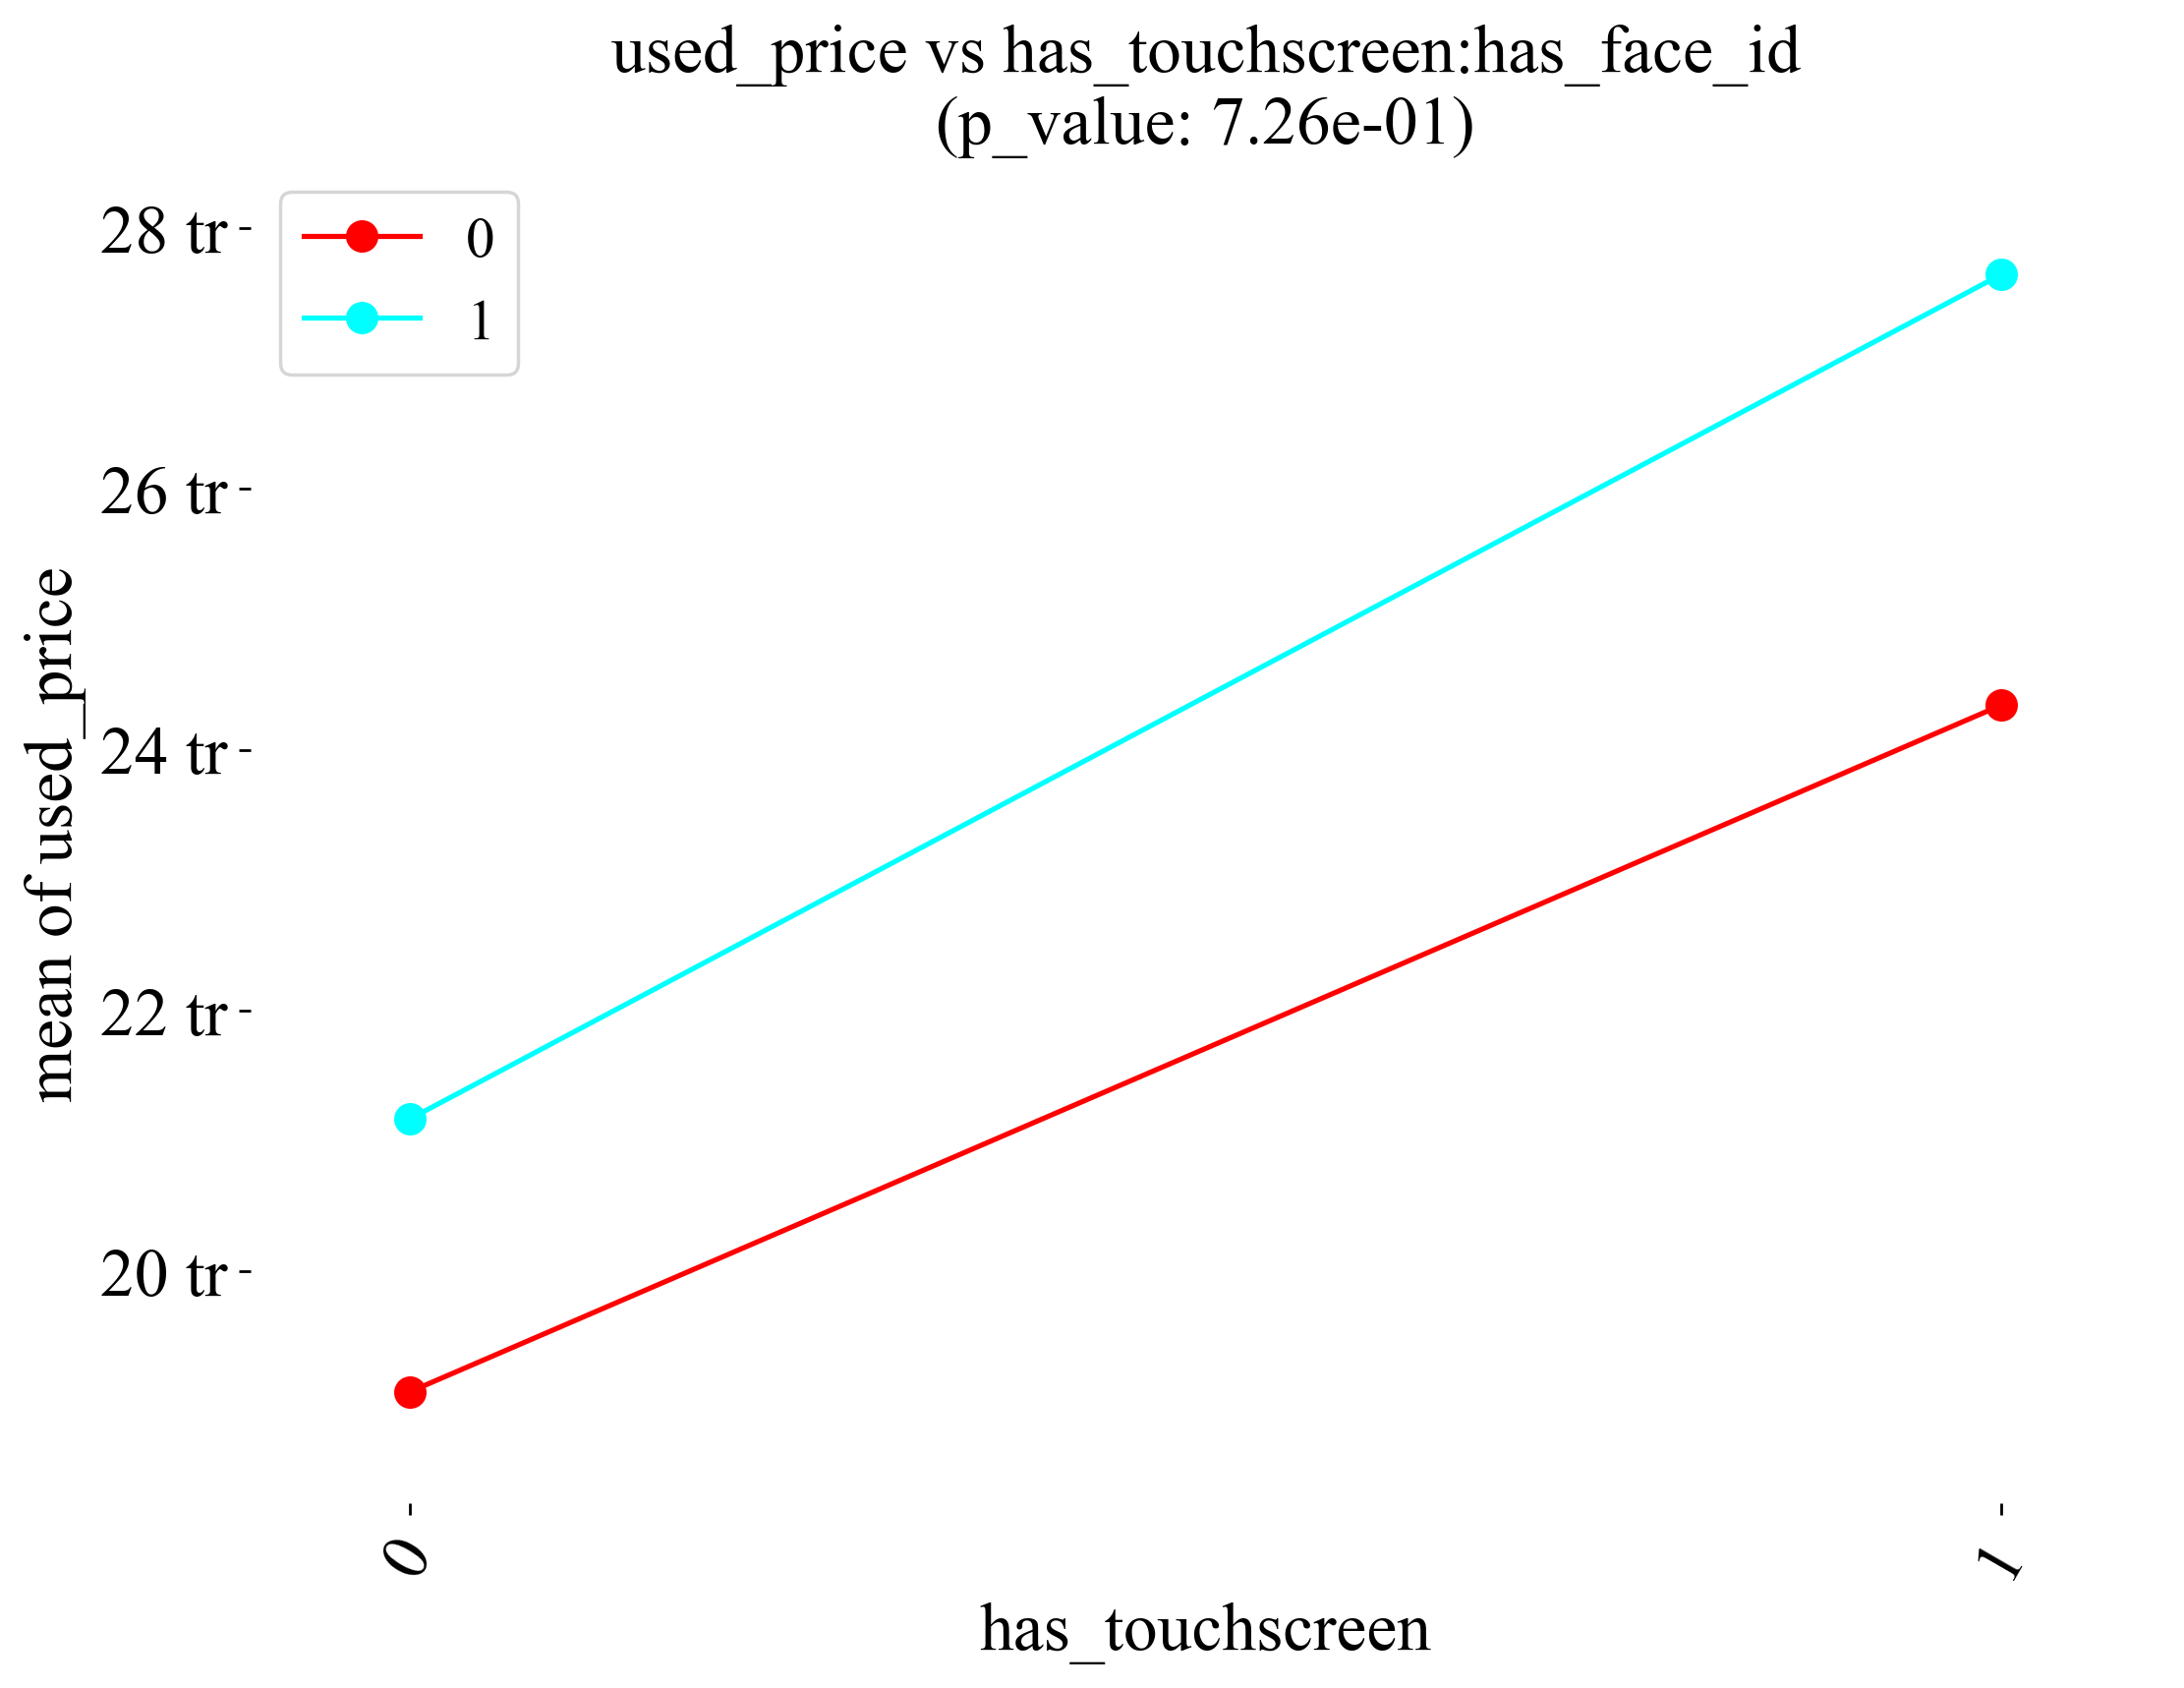 used_price vs has_touchscreen:has_face_id
(p_value: 7.26e-01)
0
1
28 tr
26 tr
24 tr
22 tr
20 tr
mean of used_price
0
1
has_touchscreen